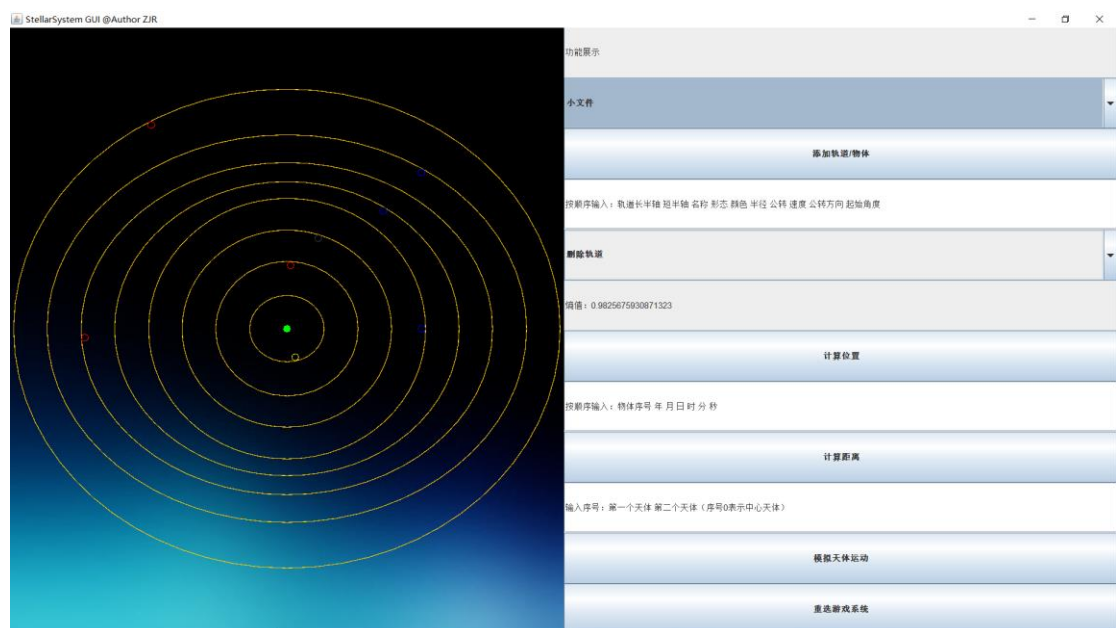 StellarSystem GUI @Author ZJR
功能展示
小文件
添加轨道/物体
按顺序输入：轨道长半轴 短半轴 名称 形态 颜色 半径 公转 速度 公转方向 起始角度
删除轨道
熵值：0.9825675930871323
计算位置
按顺序输入：物体序号 年 月 日 时 分 秒
计算距离
输入序号：第一个天体 第二个天体（序号0表示中心天体）
模拟天体运动
重选游戏系统